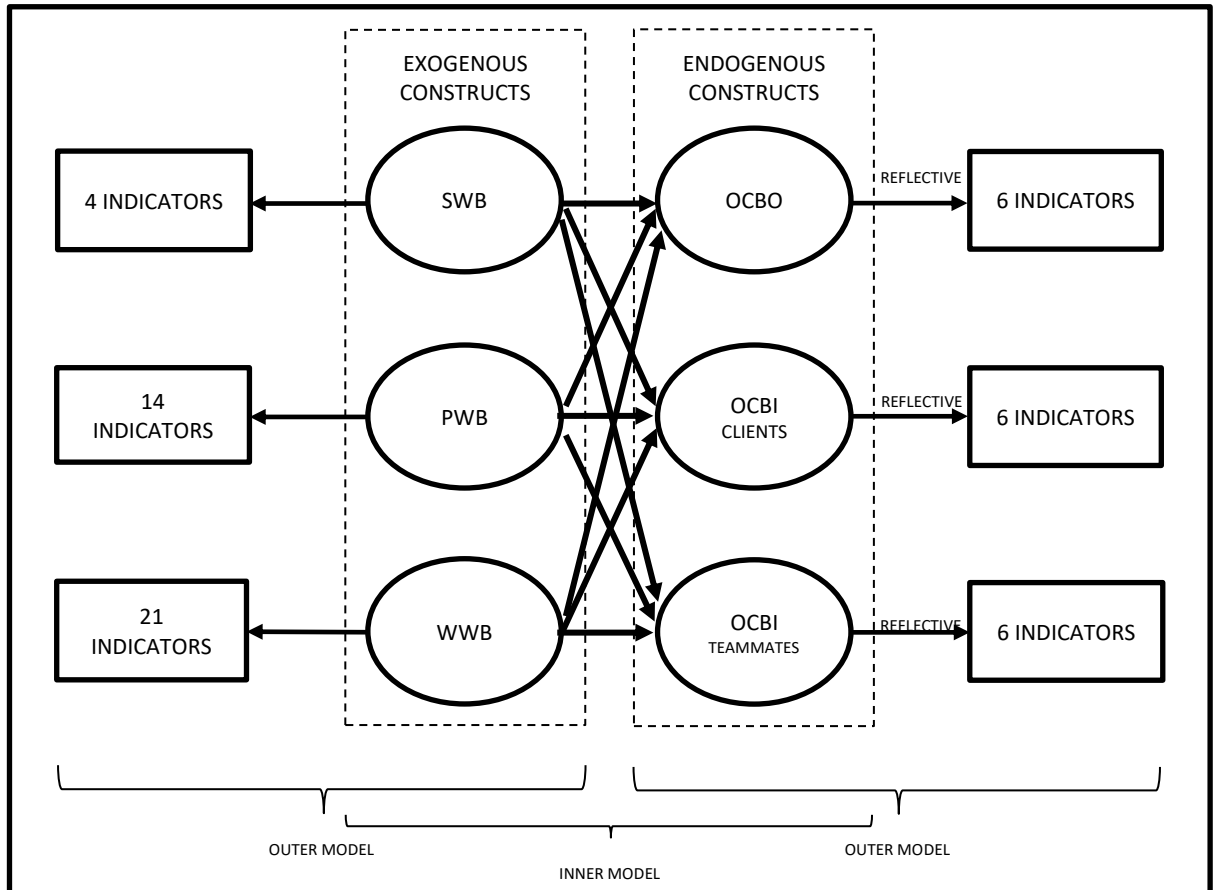 EXOGENOUS
CONSTRUCTS
ENDOGENOUS
CONSTRUCTS
4 INDICATORS
SWB
OCBO
REFLECTIVE
6 INDICATORS
14
INDICATORS
PWB
OCBI
CLIENTS
REFLECTIVE
6 INDICATORS
21
INDICATORS
WWB
OCBI
TEAMMATES
REFLECTIVE
6 INDICATORS
OUTER MODEL
OUTER MODEL
INNER MODEL